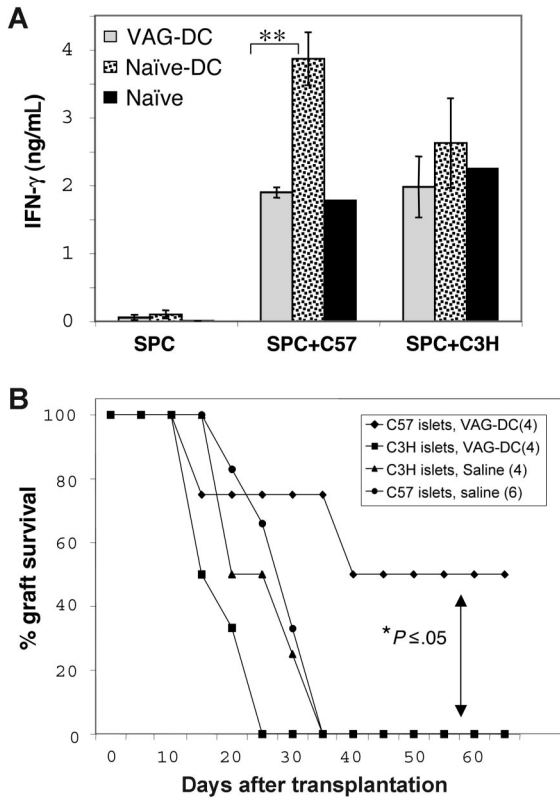 A
VAG-DC
Naïve-DC
Naïve
**
IFN-γ (ng/mL)
4
3
2
1
0
SPC
SPC+C57
SPC+C3H
B
C57 islets, VAG-DC(4)
C3H islets, VAG-DC(4)
C3H islets, Saline (4)
C57 islets, saline (6)
% graft survival
100
80
60
40
20
0
*P≤.05
0 10 20 30 40 50 60
Days after transplantation